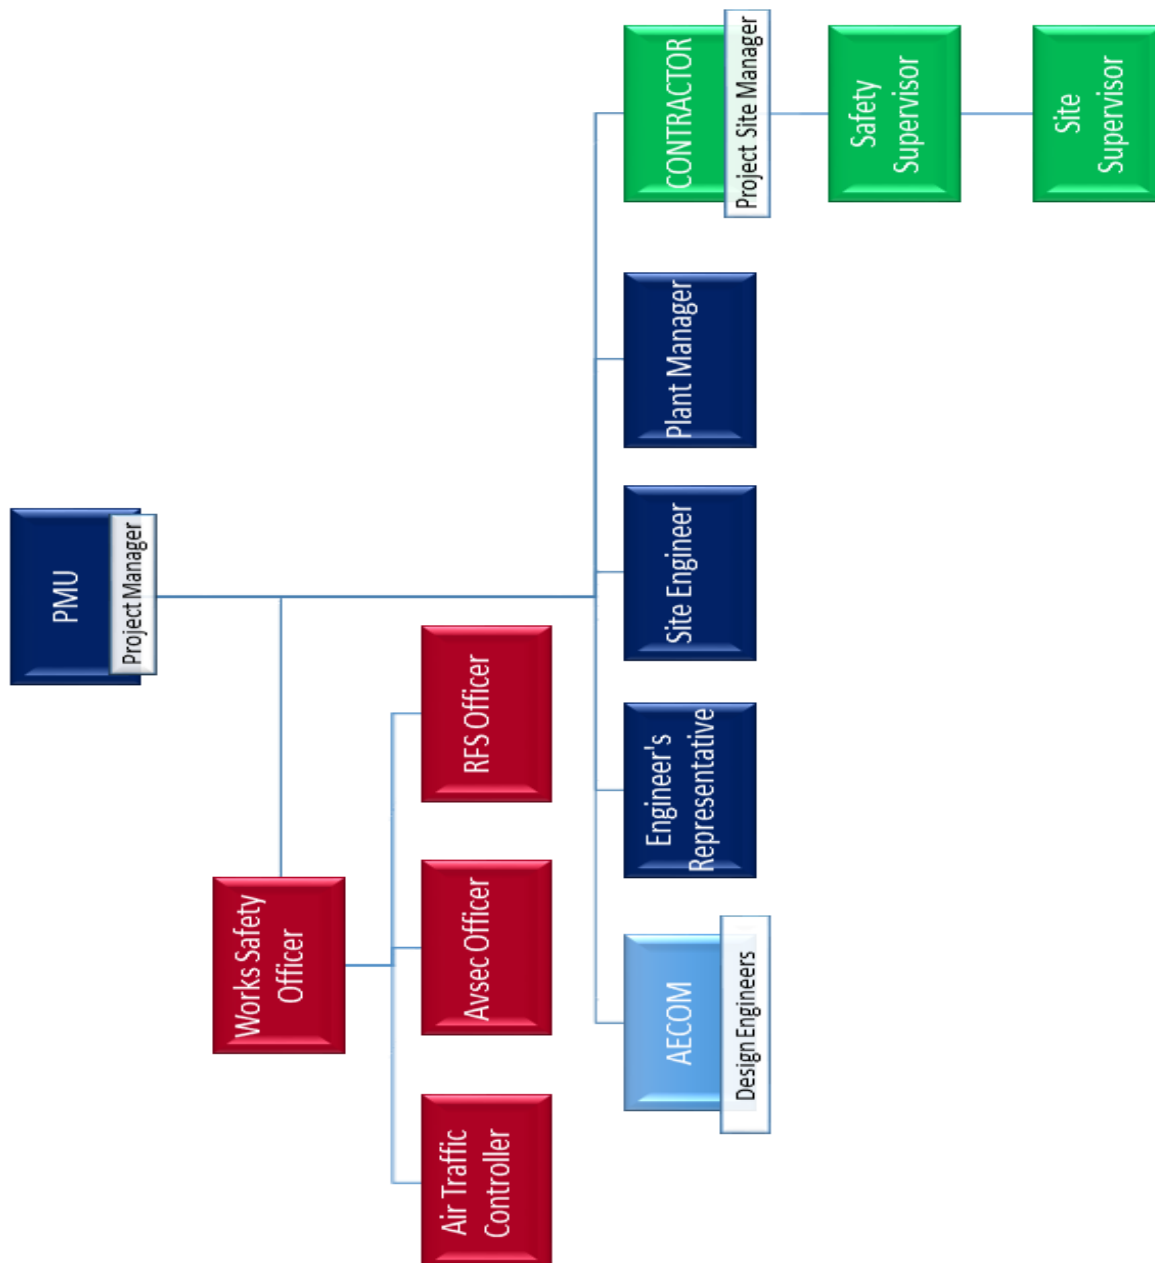 PMU
Project Manager
Works Safety
Officer
Air Traffic
Controller
Avsec Officer
RFS Officer
AECOM
Design Engineers
Engineer's
Representative
Site Engineer
Plant Manager
CONTRACTOR
Project Site Manager
Safety
Supervisor
Site
Supervisor